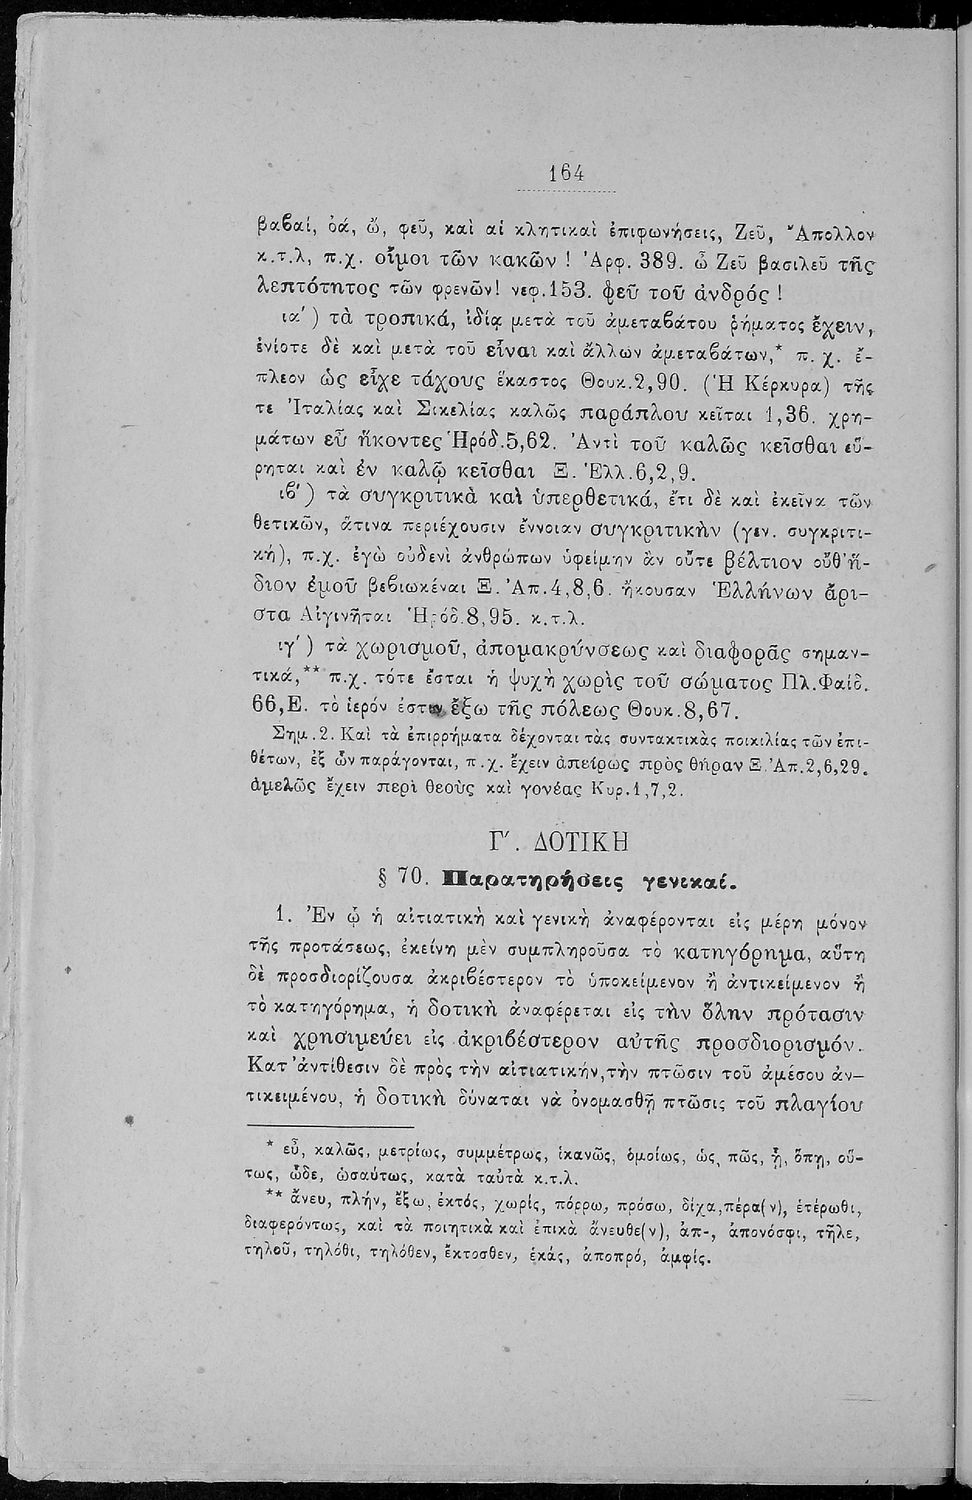 164
βαβαί, ὀά, ὤ, φεῦ, καὶ αἱ κλητικαὶ ἐπιφωνήσεις, Ζεῦ, Ἄπολλον
κ.τ.λ, π.χ. οἴμοι τῶν κακῶν ! Ἀρφ. 389. ὦ Ζεῦ βασιλεῦ τῆς
λεπτότητος τῶν φρενῶν! νεφ.153. φεῦ τοῦ ἀνδρός !
ια΄) τὰ τροπικά, ἰδίᾳ μετὰ τοῦ ἀμεταβάτου ῥήματος ἔχειν,
ἐνίοτε δὲ καὶ μετὰ τοῦ εἶναι καὶ ἄλλων ἀμεταβάτων,* π. χ. ἔ-
πλεον ὡς εἶχε τάχους ἕκαστος Θουκ.2,90. (Ἡ Κέρκυρα) τῆς
τε Ἰταλίας καὶ Σικελίας καλῶς παράπλου κεῖται 1,36. χρη-
μάτων εὖ ἥκοντες Ἡρόδ.5,62. Ἀντὶ τοῦ καλῶς κεῖσθαι εὕ-
ρηται καὶ ἐν καλῷ κεῖσθαι Ξ. Ἑλλ.6,2,9.
ιβ΄) τὰ συγκριτικὰ καὶ ὑπερθετικά, ἔτι δὲ καὶ ἐκεῖνα τῶν
θετικῶν, ἅτινα περιέχουσιν ἔννοιαν συγκριτικὴν (γεν. συγκριτι-
κή), π.χ. ἐγὼ οὐδενὶ ἀνθρώπων ὑφείμην ἂν οὔτε βέλτιον οὔθ᾿ ἥ-
διον ἐμοῦ βεβιωκέναι Ξ. Ἀπ.4,8,6. ἤκουσαν Ἑλλήνων ἄρι-
στα Αἰγινῆται Ἡρόδ.8,95. κ.τ.λ.
ιγ΄) τὰ χωρισμοῦ, ἀπομακρύνσεως καὶ διαφορᾶς σημαν-
τικά,** π.χ. τότε ἔσται ἡ ψυχὴ χωρὶς τοῦ σώματος Πλ.Φαίδ.
66,Ε. τὸ ἱερόν ἐστιν ἔξω τῆς πόλεως Θουκ.8,67.
Σημ.2. Καὶ τὰ ἐπιρρήματα δέχονται τὰς συντακτικὰς ποικιλίας τῶν ἐπι-
θέτων, ἐξ ὧν παράγονται, π.χ. ἔχειν ἀπείρως πρὸς θήραν Ξ.Ἀπ.2,6,29.
ἀμελῶς ἔχειν περὶ θεοὺς καὶ γονέας Κυρ.1,7,2.
Γ΄. ΔΟΤΙΚΗ
§ 70. Παρατηρήσεις γενικαί.
1. Ἐν ᾧ ἡ αἰτιατικὴ καὶ γενικὴ ἀναφέρονται εἰς μέρη μόνον
τῆς προτάσεως, ἐκείνη μὲν συμπληροῦσα τὸ κατηγόρημα, αὕτη
δὲ προσδιορίζουσα ἀκριβέστερον τὸ ὑποκείμενον ἢ ἀντικείμενον ἢ
τὸ κατηγόρημα, ἡ δοτικὴ ἀναφέρεται εἰς τὴν ὅλην πρότασιν
καὶ χρησιμεύει εἰς ἀκριβέστερον αὐτῆς προσδιορισμόν.
Κατ᾿ ἀντίθεσιν δὲ πρὸς τὴν αἰτιατικήν, τὴν πτῶσιν τοῦ ἀμέσου ἀν-
τικειμένου, ἡ δοτικὴ δύναται νὰ ὀνομασθῇ πτῶσις τοῦ πλαγίου
* εὖ, καλῶς, μετρίως, συμμέτρως, ἱκανῶς, ὁμοίως, ὡς, πῶς, ᾗ, ὅπῃ, οὕ-
τως, ὧδε, ὡσαύτως, κατὰ ταὐτὰ κ.τ.λ.
** ἄνευ, πλήν, ἔξω, ἐκτός, χωρίς, πόρρω, πρόσω, δίχα, πέρα(ν), ἑτέρωθι,
διαφερόντως, καὶ τὰ ποιητικὰ καὶ ἐπικὰ ἄνευθε(ν), ἀπ-, ἀπονόσφι, τῆλε,
τηλοῦ, τηλόθι, τηλόθεν, ἔκτοσθεν, ἑκάς, ἀποπρό, ἀμφίς.